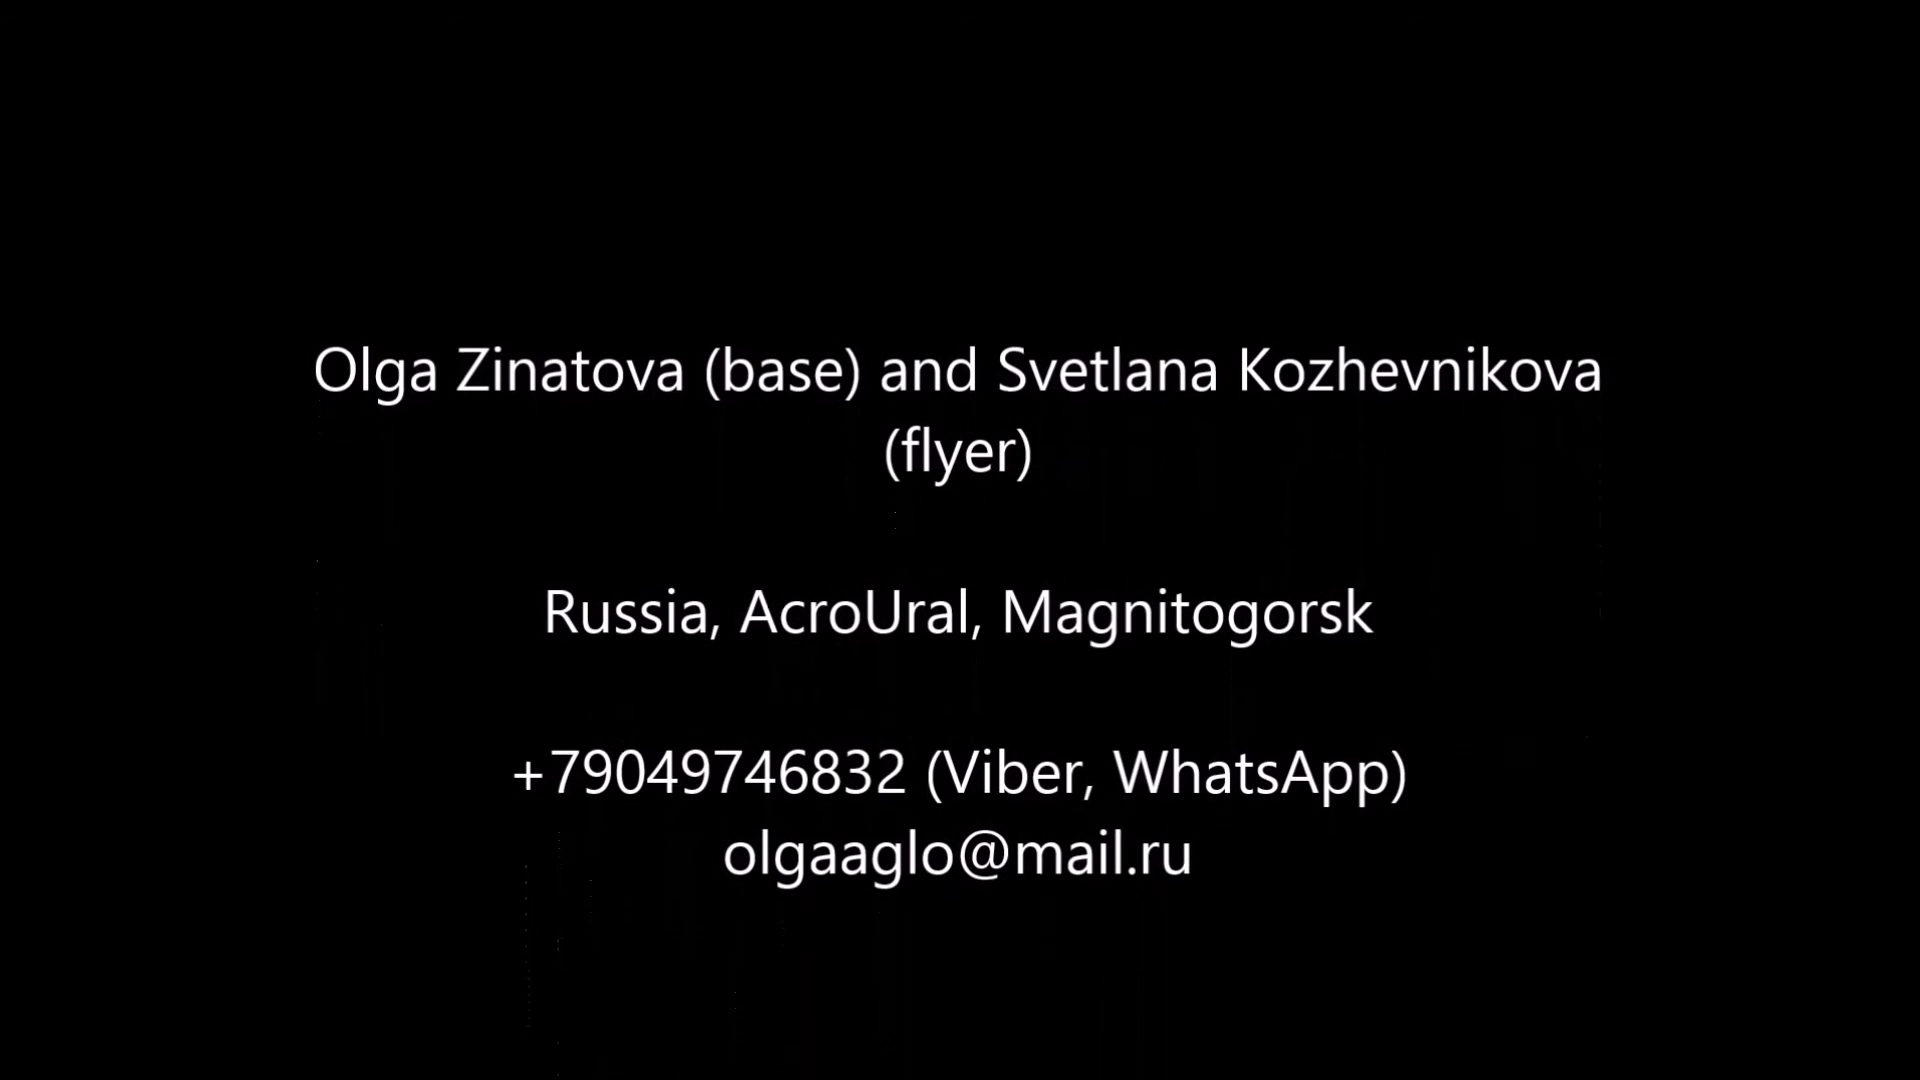 Olga Zinatova (base) and Svetlana Kozhevnikova
(flyer)
Russia, AcroUral, Magnitogorsk
+79049746832 (Viber, WhatsApp)
olgaaglo@mail.ru